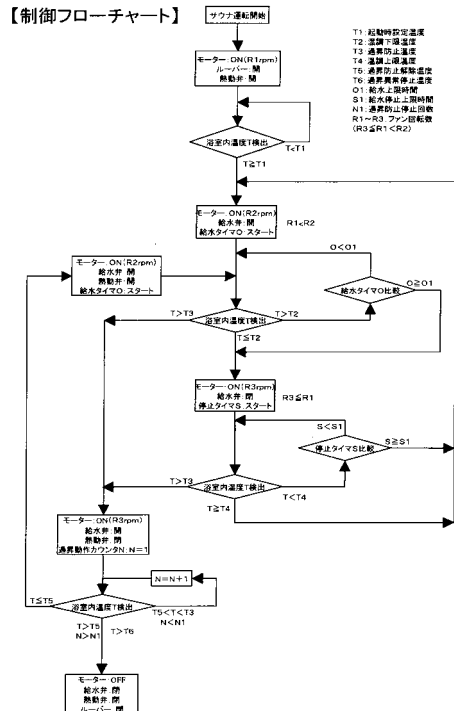 【制御フローチャート】
サウナ運転開始
T1:起動時設定温度
T2:温調下限温度
T3:過昇防止温度
T4:温調上限温度
T5:過昇防止解除温度
T6:過昇異常停止温度
O1:給水上限時間
S1:給水停止上限時間
N1:過昇防止停止回数
R1~R3:ファン回転数
(R3≦R1<R2)
モーター:ON(R1rpm)
ルーバー:開
熱動弁:開
浴室内温度T検出
T<T1
T≧T1
モーター:ON(R2rpm)
給水弁:開
給水タイマO:スタート
R1<R2
モーター:ON(R2rpm)
給水弁:開
熱動弁:開
給水タイマO:スタート
O<O1
給水タイマO比較
O≧O1
T>T3
浴室内温度T検出
T>T2
T≦T2
モーター:ON(R3rpm)
給水弁:閉
停止タイマS:スタート
R3≦R1
S<S1
停止タイマS比較
S≧S1
T>T3
浴室内温度T検出
T<T4
T≧T4
モーター:ON(R3rpm)
給水弁:閉
熱動弁:閉
過昇動作カウンタN:N=1
N=N+1
T≦T5
浴室内温度T検出
T5<T<T3
N<N1
T>T5
N>N1
T>T6
モーター:OFF
給水弁:閉
熱動弁:閉
ルーバー:閉